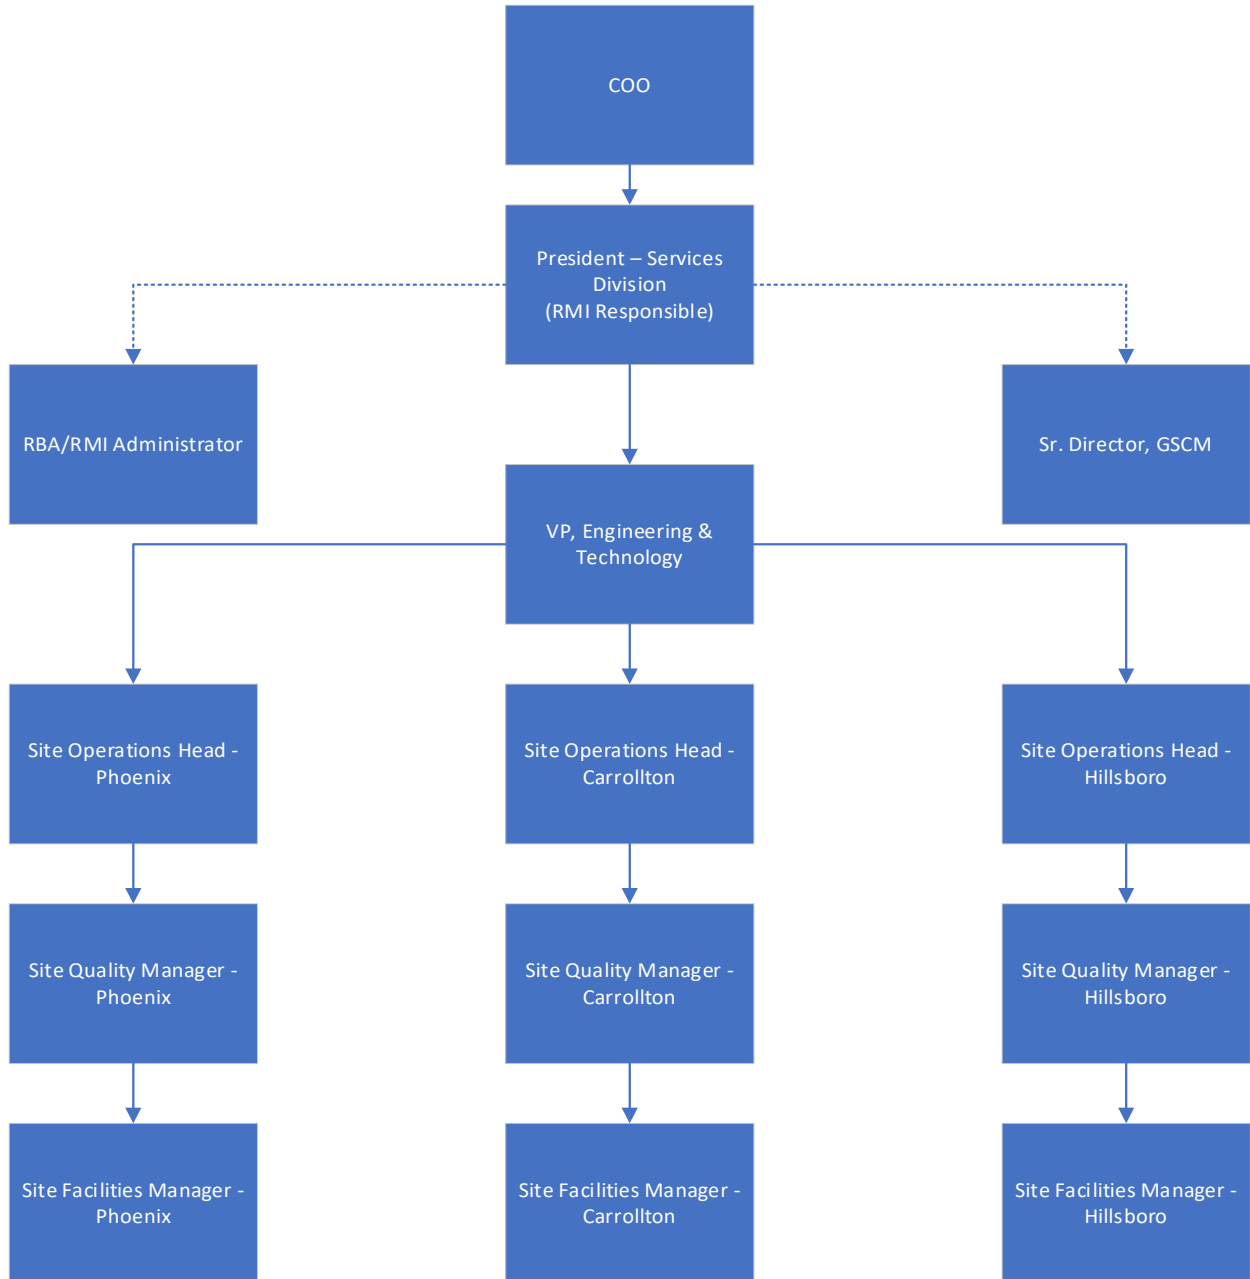 COO
President – Services
Division
(RMI Responsible)
RBA/RMI Administrator
Sr. Director, GSCM
VP, Engineering &
Technology
Site Operations Head -
Phoenix
Site Operations Head -
Carrollton
Site Operations Head -
Hillsboro
Site Quality Manager -
Phoenix
Site Quality Manager -
Carrollton
Site Quality Manager -
Hillsboro
Site Facilities Manager -
Phoenix
Site Facilities Manager -
Carrollton
Site Facilities Manager -
Hillsboro